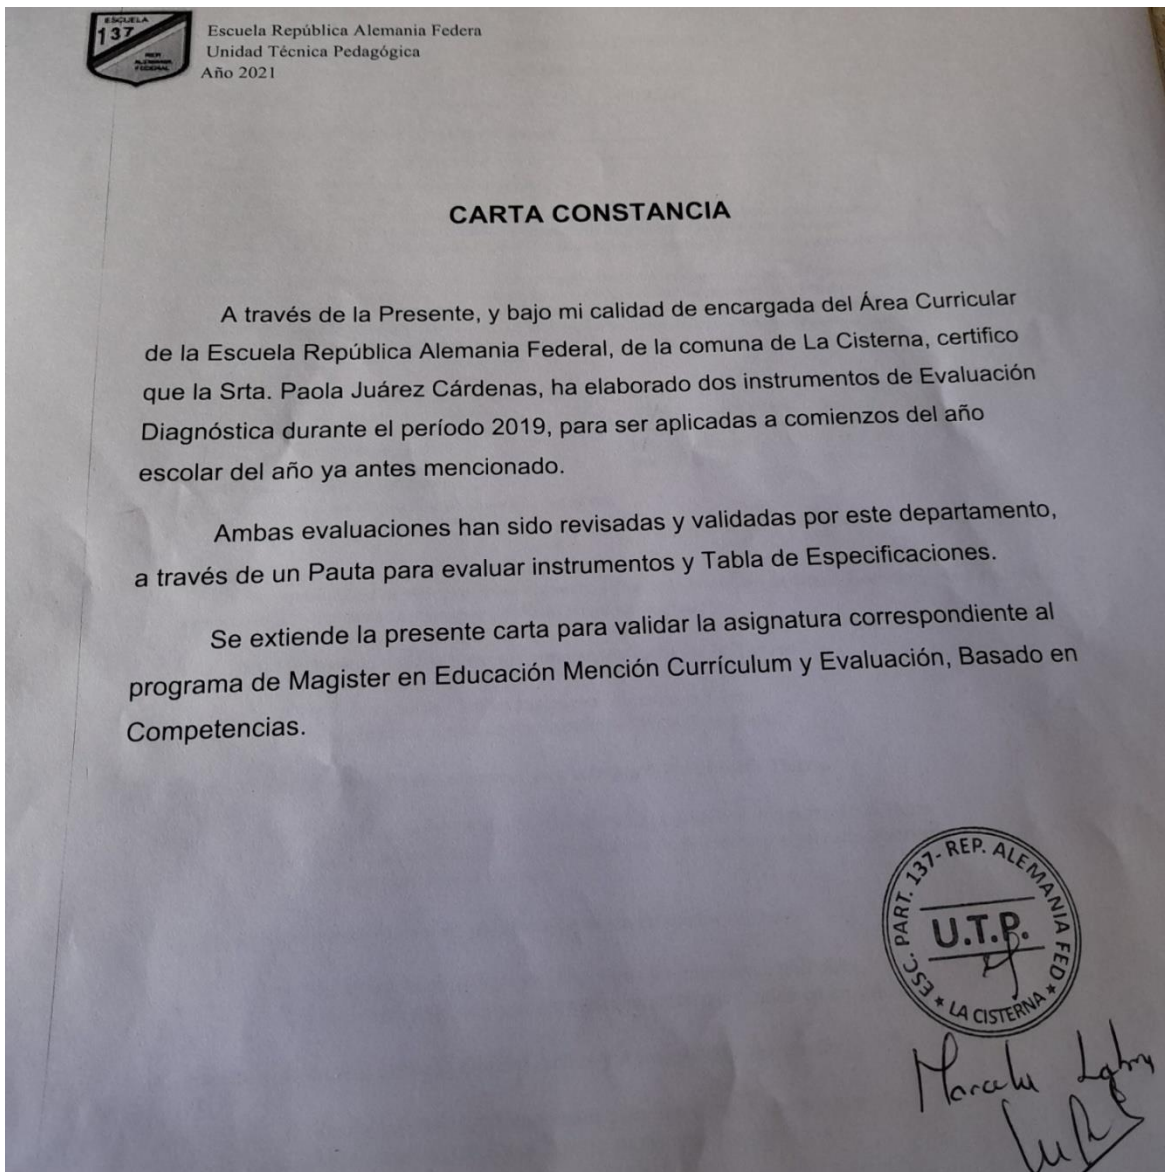 ESCUELA
137
REP.
ALEMANIA
FEDERAL
Escuela República Alemania Federa
Unidad Técnica Pedagógica
Año 2021
CARTA CONSTANCIA
A través de la Presente, y bajo mi calidad de encargada del Área Curricular
de la Escuela República Alemania Federal, de la comuna de La Cisterna, certifico
que la Srta. Paola Juárez Cárdenas, ha elaborado dos instrumentos de Evaluación
Diagnóstica durante el período 2019, para ser aplicadas a comienzos del año
escolar del año ya antes mencionado.
Ambas evaluaciones han sido revisadas y validadas por este departamento,
a través de un Pauta para evaluar instrumentos y Tabla de Especificaciones.
Se extiende la presente carta para validar la asignatura correspondiente al
programa de Magister en Educación Mención Currículum y Evaluación, Basado en
Competencias.
ESC. PART. 137- REP. ALEMANIA FED
U.T.P.
LA CISTERNA
Marcela